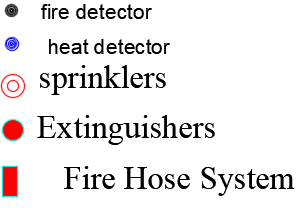 fire detector
heat detector
sprinklers
Extinguishers
Fire Hose System